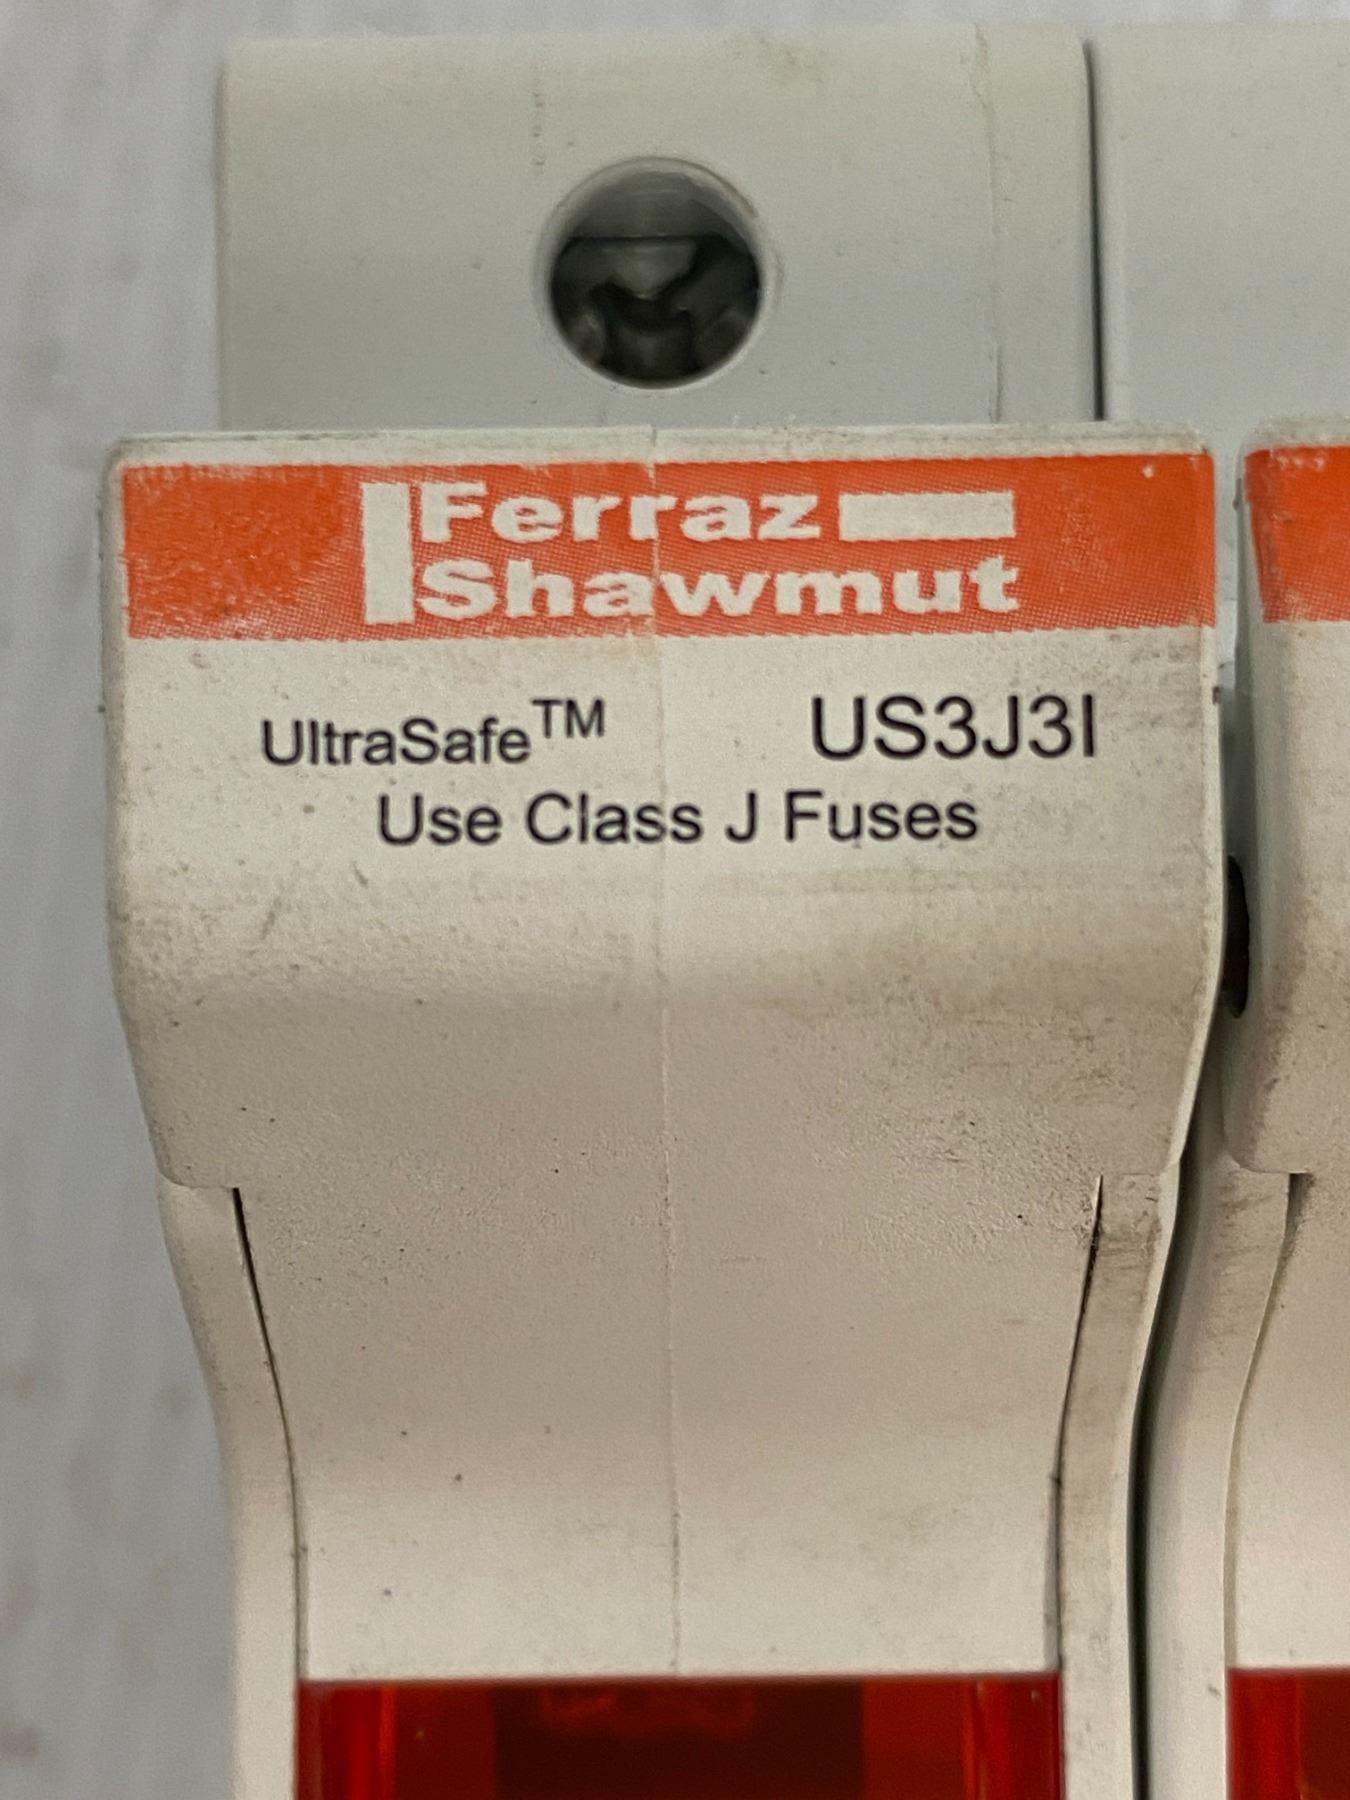 Ferraz
Shawmut
UltraSafe™ US3J3I
Use Class J Fuses